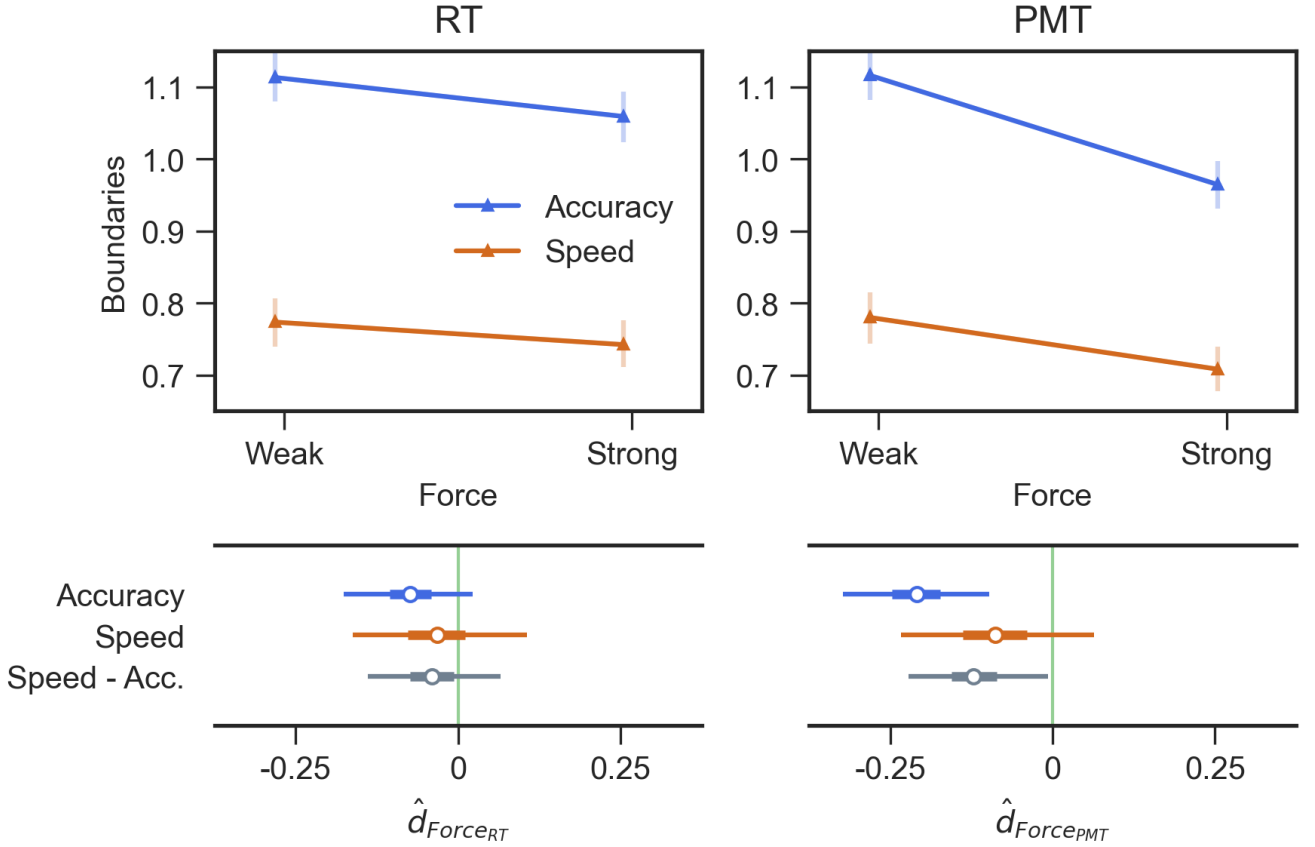 RT
PMT
Boundaries
1.1
1.0
0.9
0.8
0.7
Accuracy
Speed
Weak
Strong
Force
1.1
1.0
0.9
0.8
0.7
Weak
Strong
Force
Accuracy
Speed
Speed - Acc.
-0.25
0
0.25
d̂ForceRT
-0.25
0
0.25
d̂ForcePMT